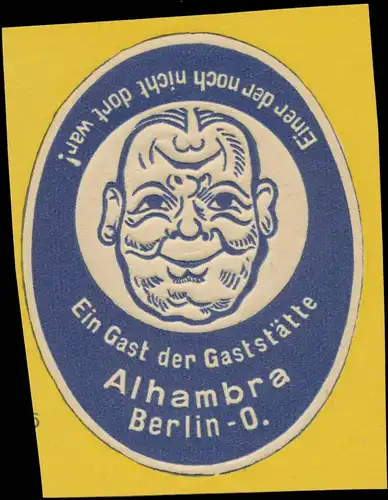 Ein Gast der Gaststätte
Alhambra
Berlin-O.
Einer der noch nicht dort war!